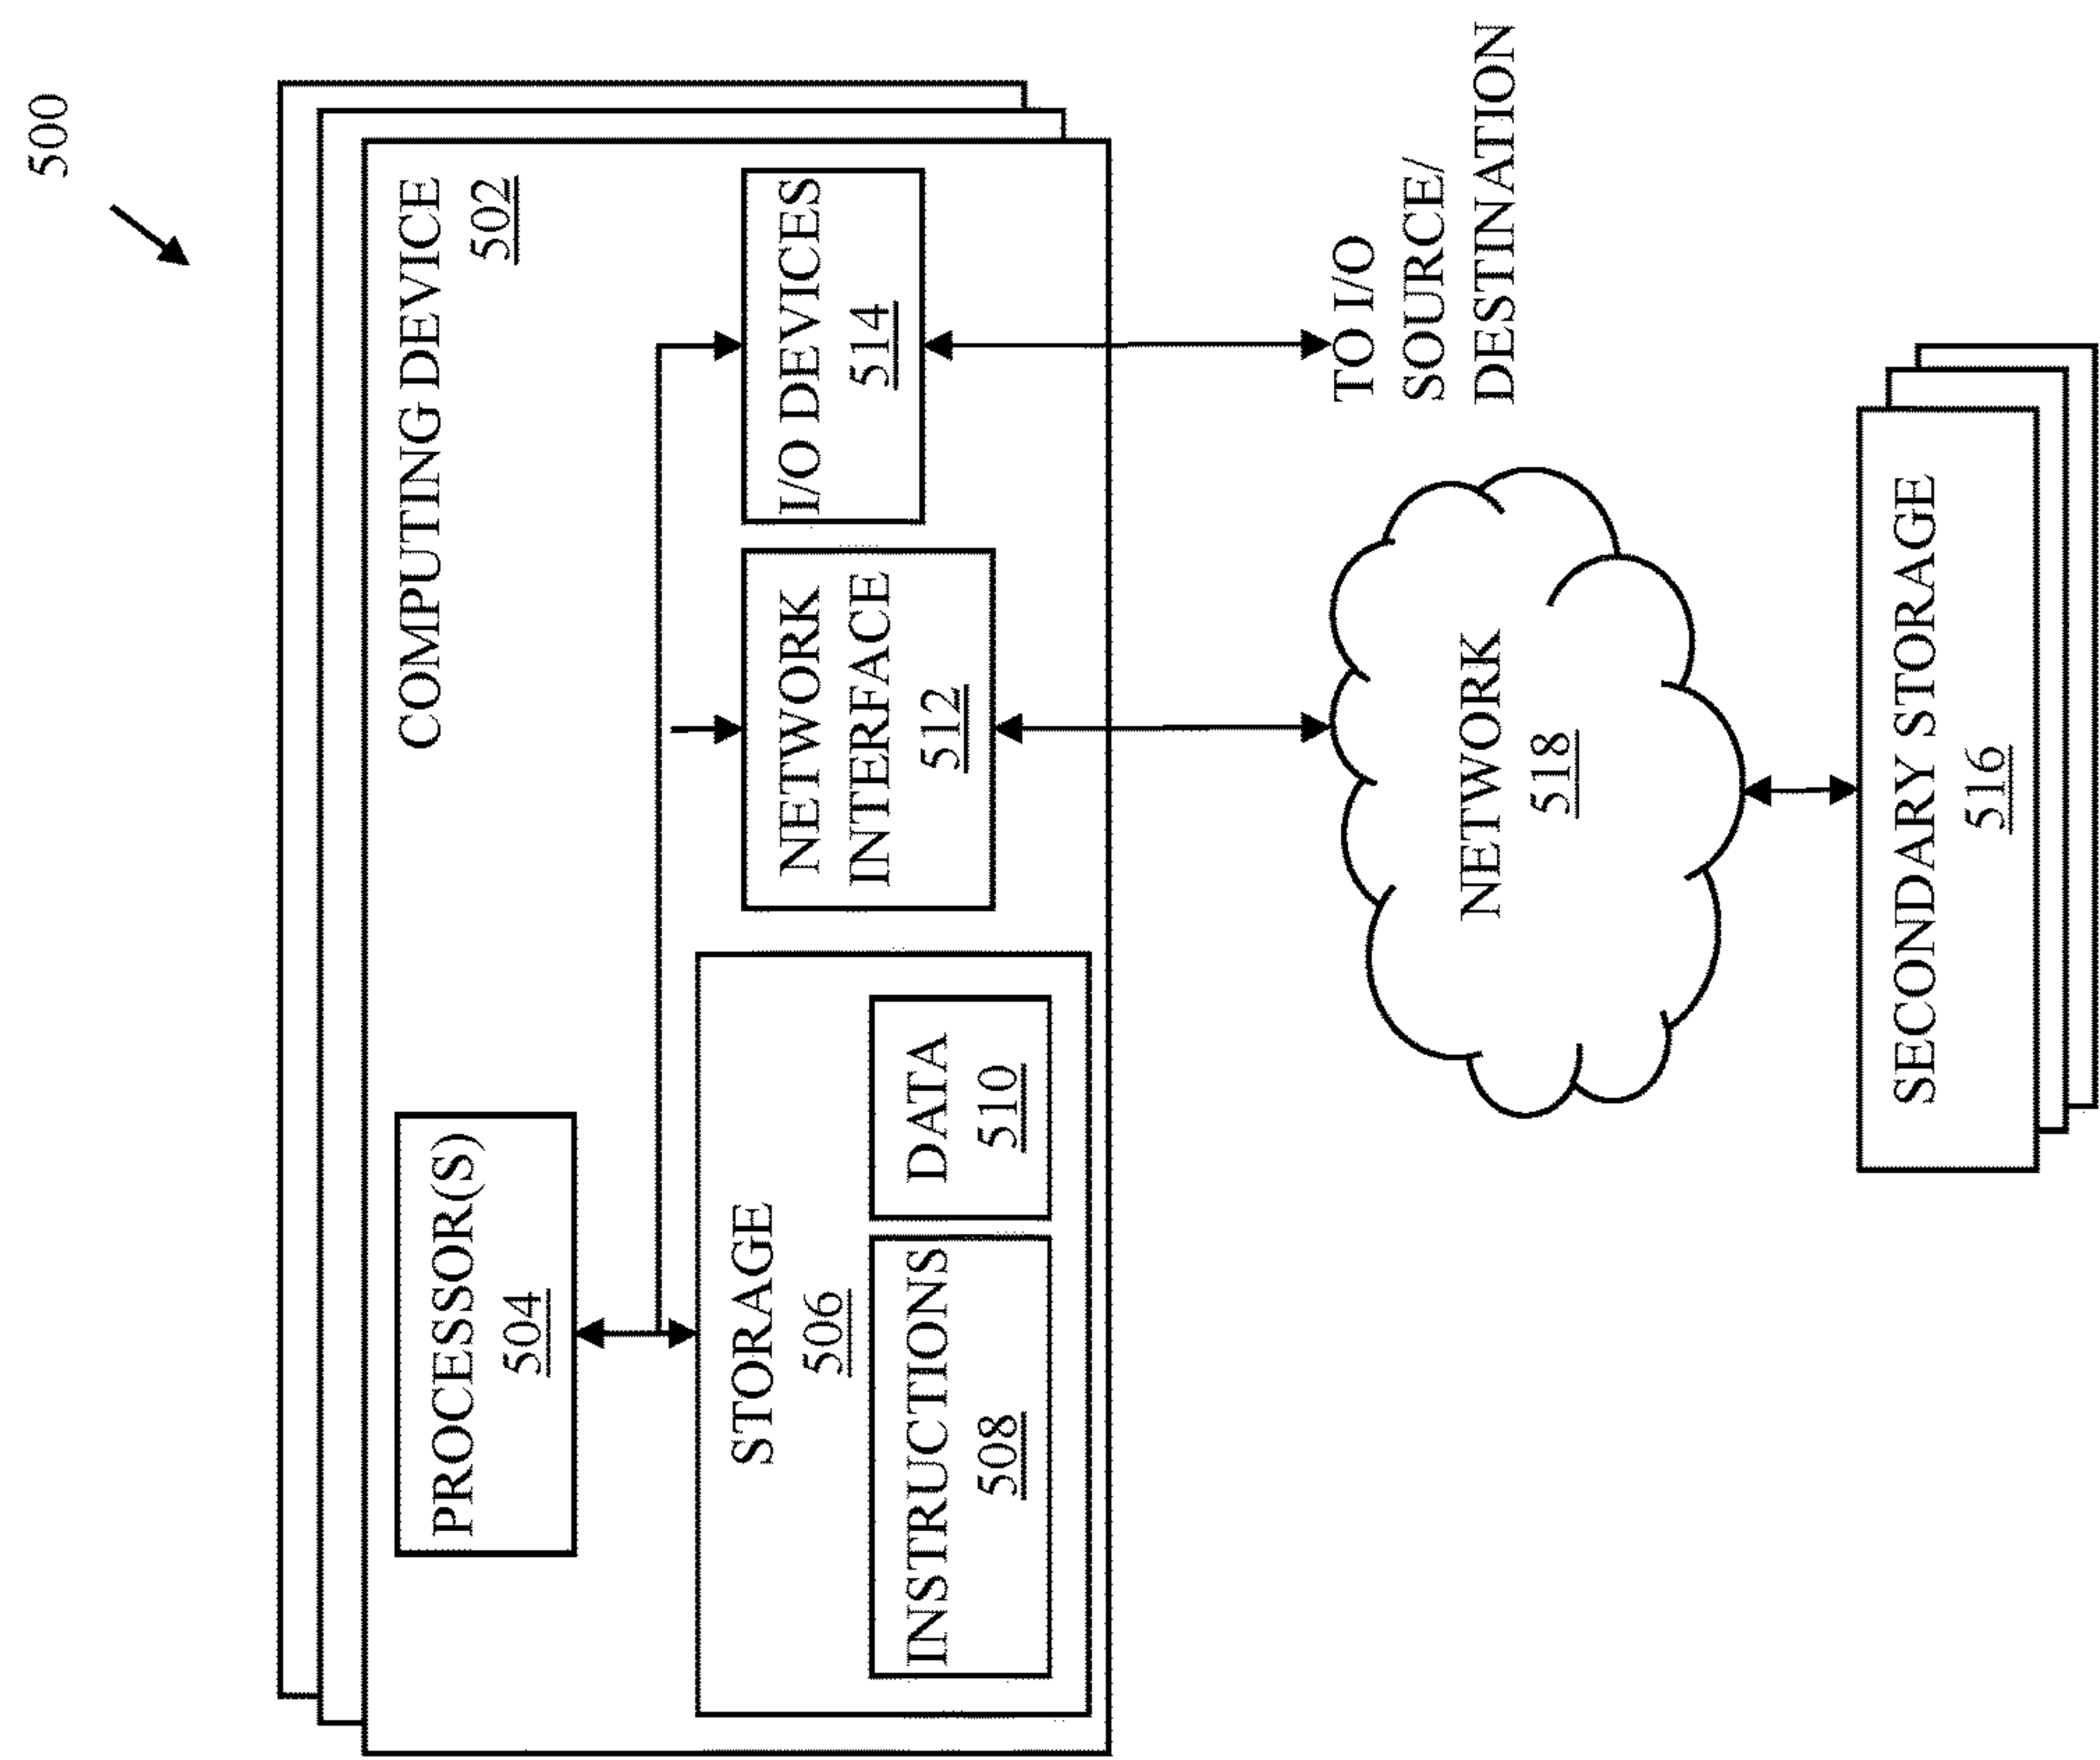 500
COMPUTING DEVICE
502
PROCESSOR(S)
504
STORAGE
506
INSTRUCTIONS
508
DATA
510
NETWORK
INTERFACE
512
I/O DEVICES
514
TO I/O
SOURCE/
DESTINATION
NETWORK
518
SECONDARY STORAGE
516